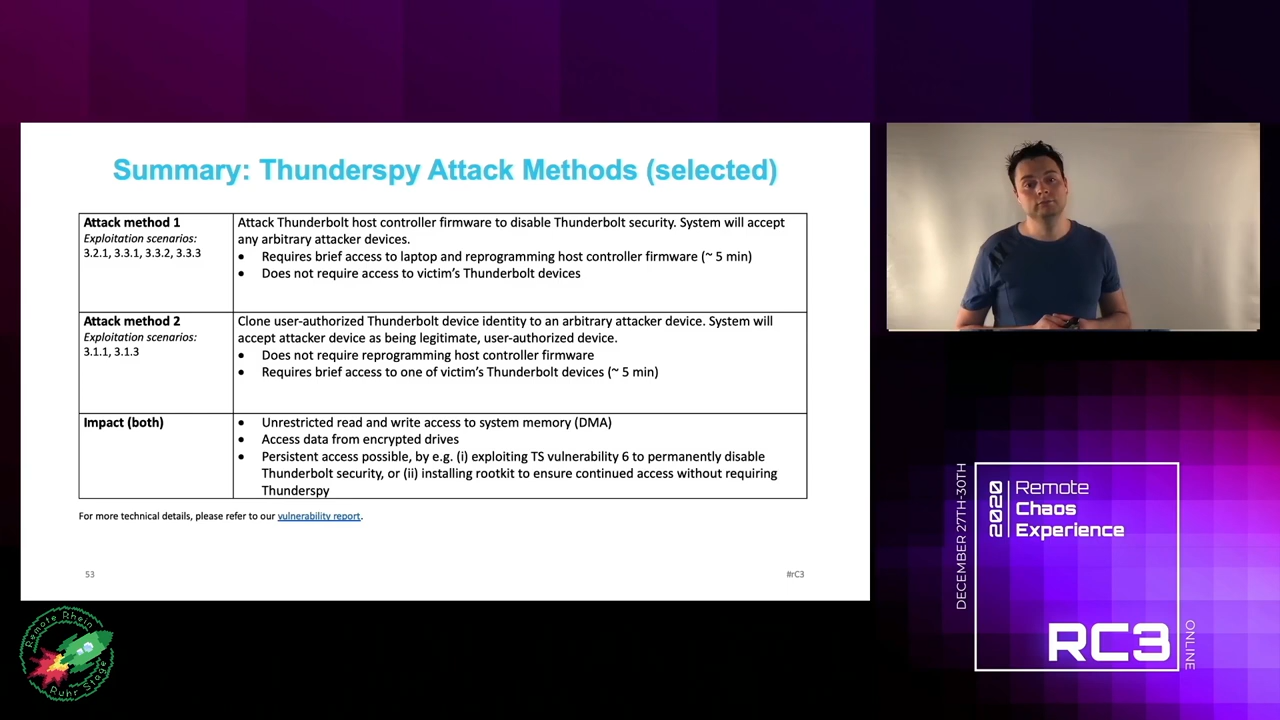 Summary: Thunderspy Attack Methods (selected)
Attack method 1
Exploitation scenarios:
3.2.1, 3.3.1, 3.3.2, 3.3.3
Attack Thunderbolt host controller firmware to disable Thunderbolt security. System will accept
any arbitrary attacker devices.
• Requires brief access to laptop and reprogramming host controller firmware (~ 5 min)
• Does not require access to victim's Thunderbolt devices
Attack method 2
Exploitation scenarios:
3.1.1, 3.1.3
Clone user-authorized Thunderbolt device identity to an arbitrary attacker device. System will
accept attacker device as being legitimate, user-authorized device.
• Does not require reprogramming host controller firmware
• Requires brief access to one of victim's Thunderbolt devices (~ 5 min)
Impact (both)
• Unrestricted read and write access to system memory (DMA)
• Access data from encrypted drives
• Persistent access possible, by e.g. (i) exploiting TS vulnerability 6 to permanently disable
Thunderbolt security, or (ii) installing rootkit to ensure continued access without requiring
Thunderspy
For more technical details, please refer to our vulnerability report.
53
#rC3
Remote Rhein
Ruhr Stage
DECEMBER 27TH-30TH
2020
Remote
Chaos
Experience
RC3
ONLINE